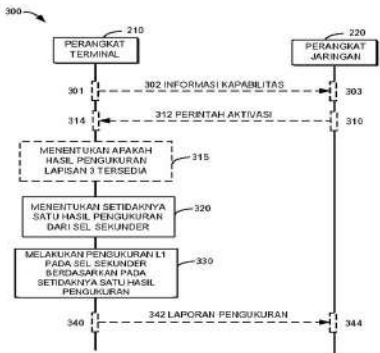 300
210
220
PERANGKAT
TERMINAL
PERANGKAT
JARINGAN
301
302 INFORMASI KAPABILITAS
303
314
312 PERINTAH AKTIVASI
310
MENENTUKAN APAKAH
HASIL PENGUKURAN
LAPISAN 3 TERSEDIA
315
MENENTUKAN SETIDAKNYA
SATU HASIL PENGUKURAN
DARI SEL SEKUNDER
320
MELAKUKAN PENGUKURAN L1
PADA SEL SEKUNDER
BERDASARKAN PADA
SETIDAKNYA SATU HASIL
PENGUKURAN
330
340
342 LAPORAN PENGUKURAN
344